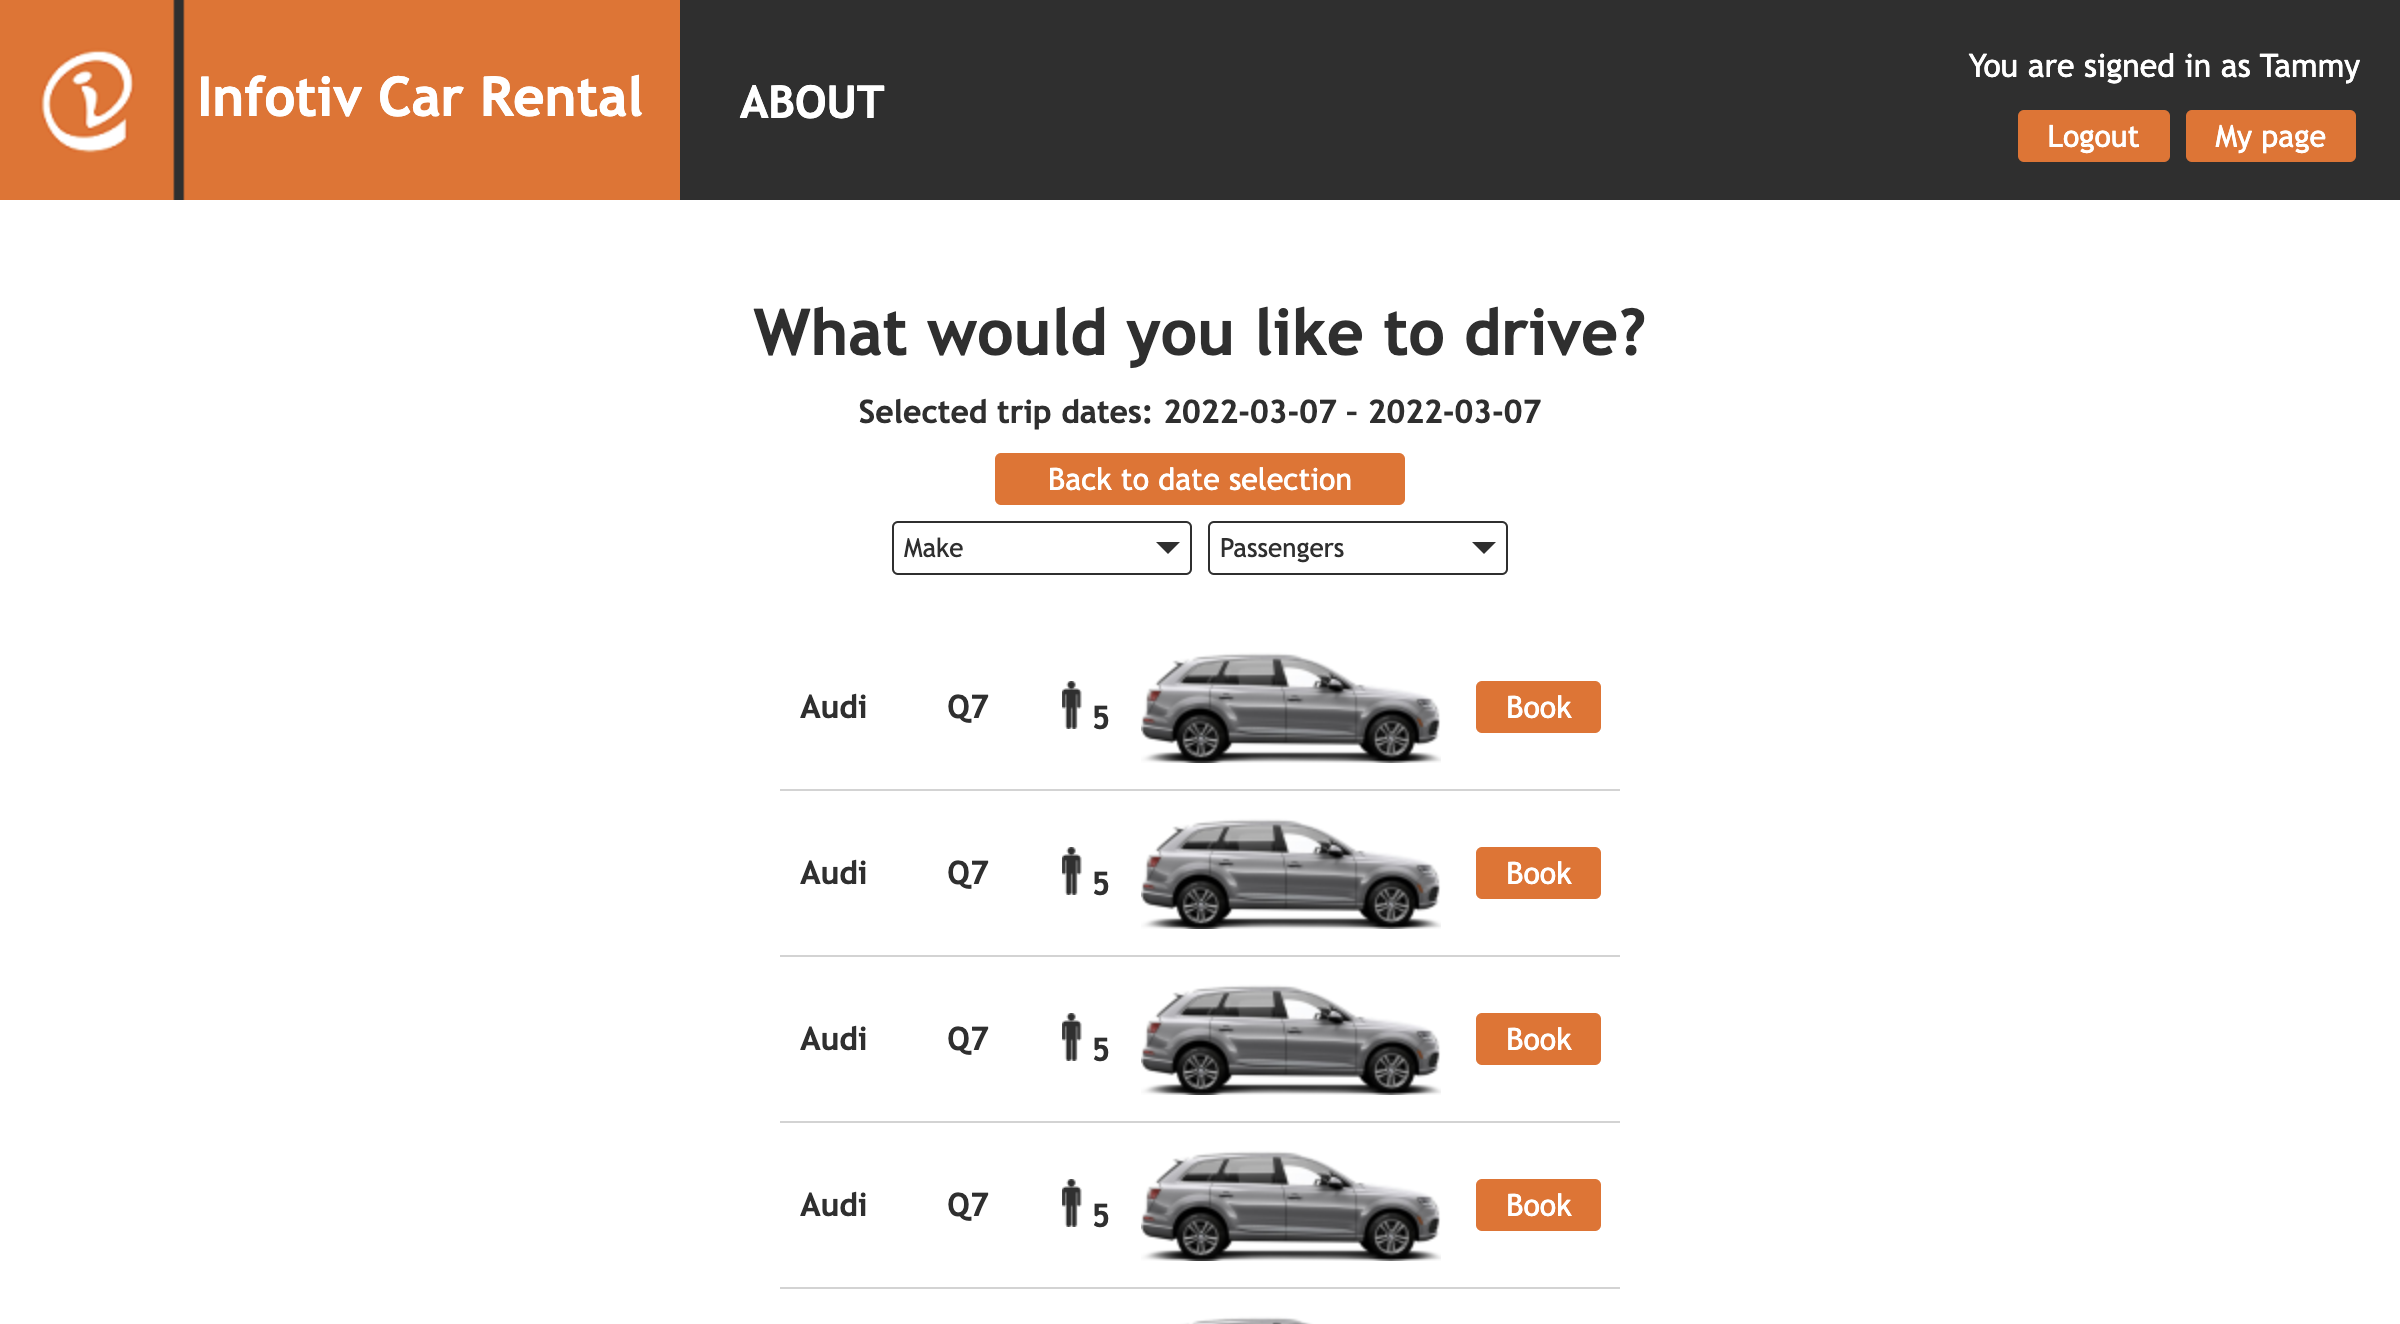 Infotiv Car Rental
ABOUT
You are signed in as Tammy
Logout
My page
What would you like to drive?
Selected trip dates: 2022-03-07 – 2022-03-07
Back to date selection
Make
Passengers
Audi Q7 5 Book
Audi Q7 5 Book
Audi Q7 5 Book
Audi Q7 5 Book